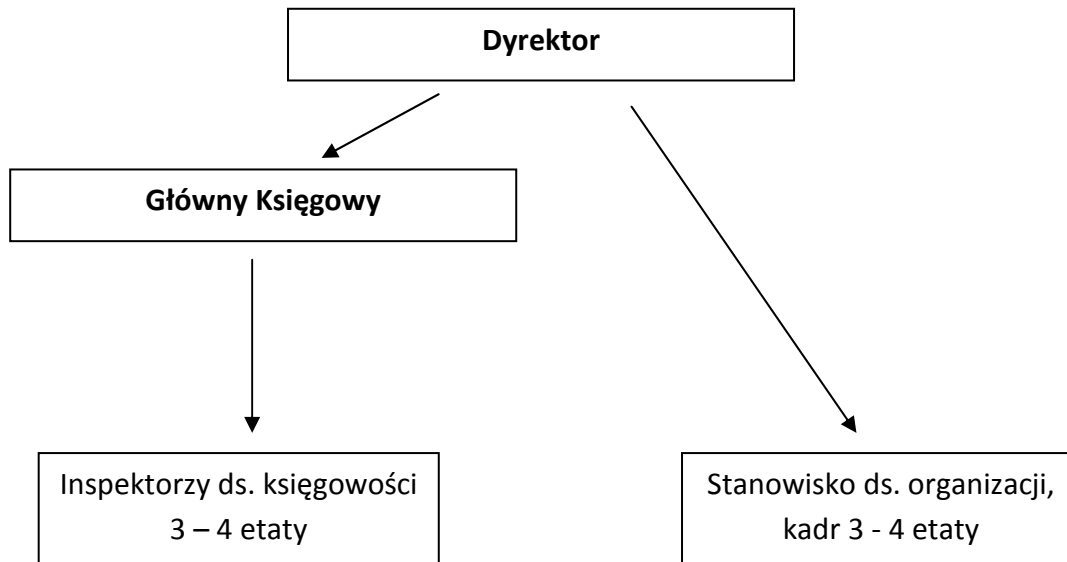 Dyrektor
Główny Księgowy
Inspektorzy ds. księgowości
3 – 4 etaty
Stanowisko ds. organizacji,
kadr 3 - 4 etaty